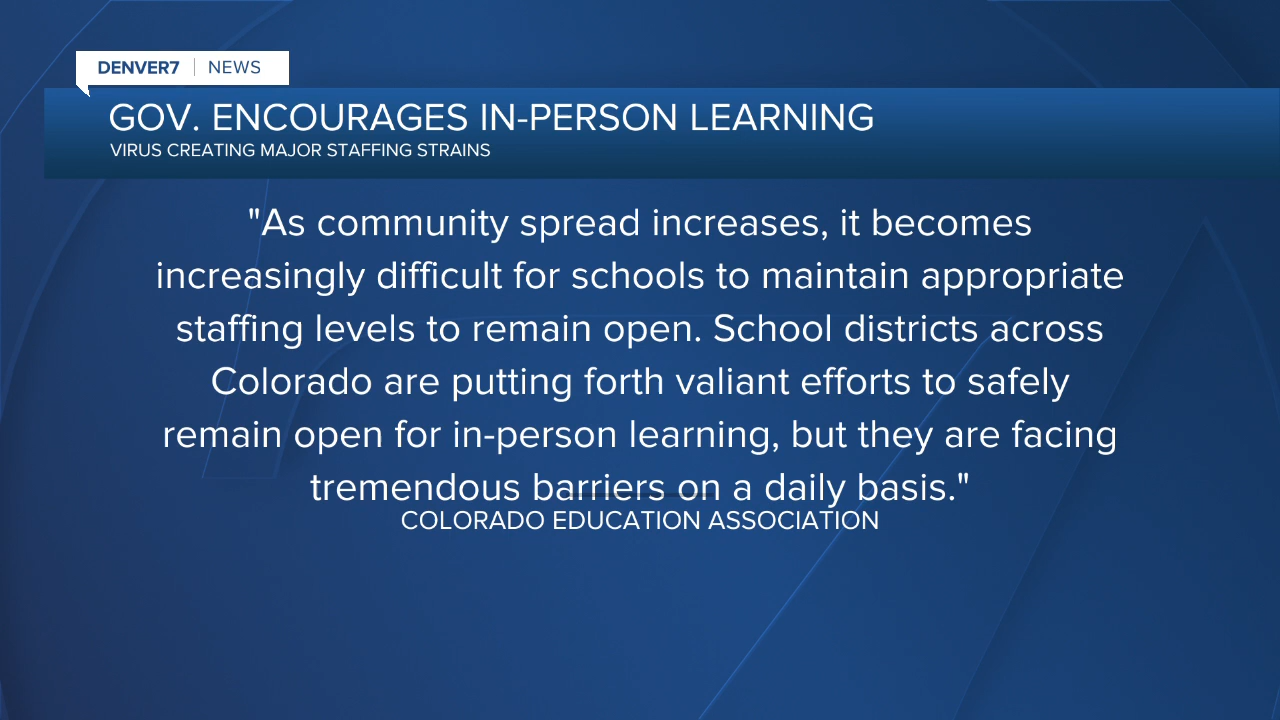 DENVER7 | NEWS
GOV. ENCOURAGES IN-PERSON LEARNING
VIRUS CREATING MAJOR STAFFING STRAINS
"As community spread increases, it becomes
increasingly difficult for schools to maintain appropriate
staffing levels to remain open. School districts across
Colorado are putting forth valiant efforts to safely
remain open for in-person learning, but they are facing
tremendous barriers on a daily basis."
COLORADO EDUCATION ASSOCIATION